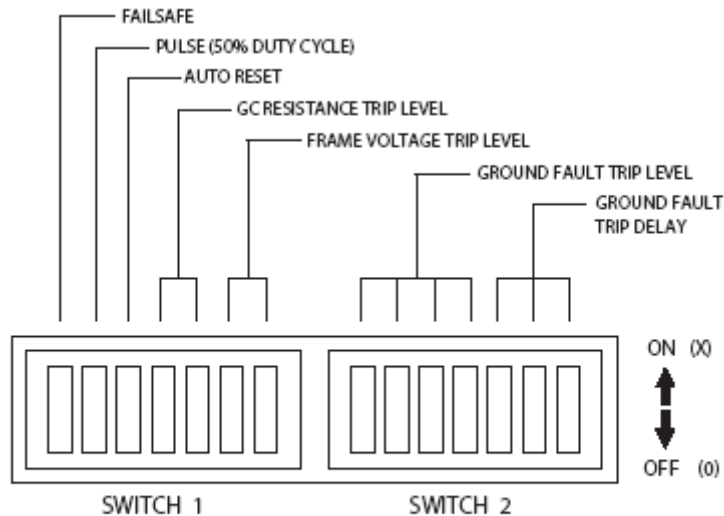 FAILSAFE
PULSE (50% DUTY CYCLE)
AUTO RESET
GC RESISTANCE TRIP LEVEL
FRAME VOLTAGE TRIP LEVEL
GROUND FAULT TRIP LEVEL
GROUND FAULT
TRIP DELAY
ON (X)
OFF (0)
SWITCH 1
SWITCH 2